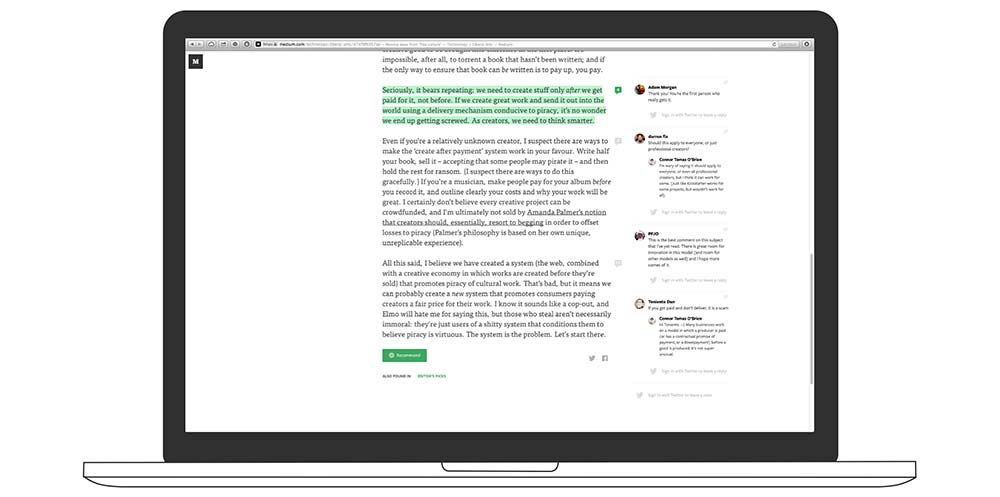 M
impossible, after all, to torrent a book that hasn't been written; and if
the only way to ensure that book can be written is to pay up, you pay.
Seriously, it bears repeating: we need to create stuff only after we get
paid for it, not before. If we create great work and send it out into the
world using a delivery mechanism conducive to piracy, it's no wonder
we end up getting screwed. As creators, we need to think smarter.
Even if you're a relatively unknown creator, I suspect there are ways to
make the 'create after payment' system work in your favour. Write half
your book, sell it – accepting that some people may pirate it – and then
hold the rest for ransom. (I suspect there are ways to do this
gracefully.) If you're a musician, make people pay for your album before
you record it, and outline clearly your costs and why your work will be
great. I certainly don't believe every creative project can be
crowdfunded, and I'm ultimately not sold by Amanda Palmer's notion
that creators should, essentially, resort to begging in order to offset
losses to piracy (Palmer's philosophy is based on her own unique,
unreplicable experience).
All this said, I believe we have created a system (the web, combined
with a creative economy in which works are created before they're
sold) that promotes piracy of cultural work. That's bad, but it means we
can probably create a new system that promotes consumers paying
creators a fair price for their work. I know it sounds like a cop-out, and
Elmo will hate me for saying this, but those who steal aren't necessarily
immoral: they're just users of a shitty system that conditions them to
believe piracy is virtuous. The system is the problem. Let's start there.
Recommend
ALSO FOUND IN EDITOR'S PICKS
Adam Morgan
Thank you! You're the first person who
really gets it.
Sign in with Twitter to leave a reply
darren fix
Should this apply to everyone, or just
professional creators?
Connor Tomas O'Brien
I'm wary of saying it should apply to
everyone, or even all professional
creators, but I think it can work for
some. (Just like Kickstarter works for
some projects, but wouldn't work for
all).
Sign in with Twitter to leave a reply
PFJO
This is the best comment on this subject
that I've yet read. There is great room for
innovation in this model (and room for
other models as well) and I hope more
comes of it.
Sign in with Twitter to leave a reply
Teniente Dan
If you get paid and don't deliver, it is a scam
Connor Tomas O'Brien
Hi Teniente. :-) Many businesses work
on a model in which a producer is paid
(or has a contractual promise of
payment, or a downpayment) before a
good is produced. It's not super
unusual.
Sign in with Twitter to leave a reply
Sign in with Twitter to leave a note